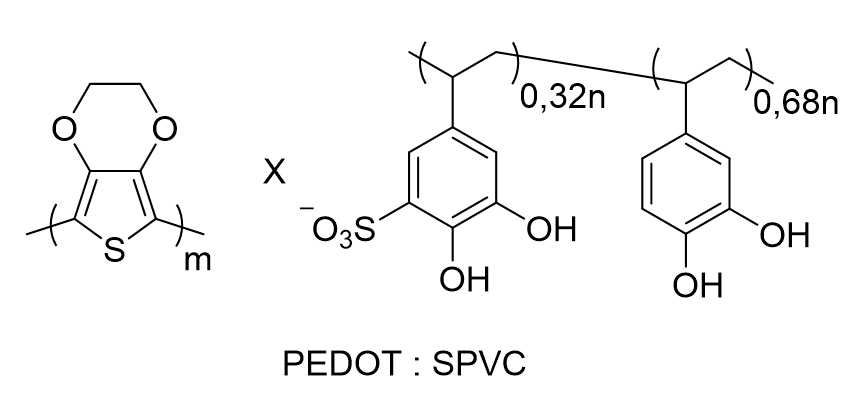 O
O
S
m
X
⁻O₃S
OH
OH
0,32n
OH
OH
0,68n
PEDOT : SPVC